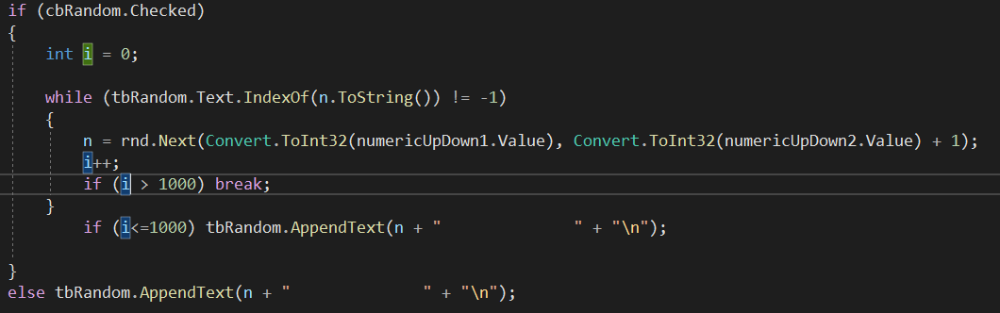 if (cbRandom.Checked)
{
    int i = 0;

    while (tbRandom.Text.IndexOf(n.ToString()) != -1)
    {
        n = rnd.Next(Convert.ToInt32(numericUpDown1.Value), Convert.ToInt32(numericUpDown2.Value) + 1);
        i++;
        if (i > 1000) break;
    }
        if (i<=1000) tbRandom.AppendText(n + "              " + "\n");

}
else tbRandom.AppendText(n + "              " + "\n");